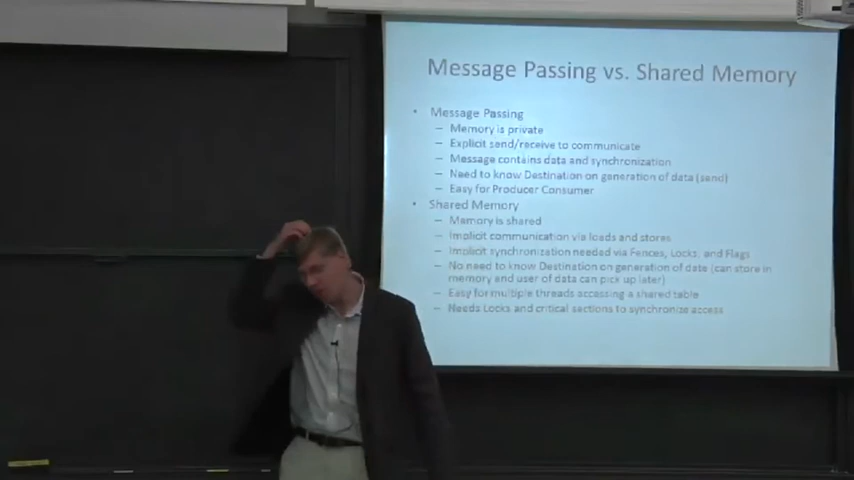 Message Passing vs. Shared Memory
• Message Passing
– Memory is private
– Explicit send/receive to communicate
– Message contains data and synchronization
– Need to know Destination on generation of data (send)
– Easy for Producer Consumer
• Shared Memory
– Memory is shared
– Implicit communication via loads and stores
– Implicit synchronization needed via Fences, Locks, and Flags
– No need to know Destination on generation of data (can store in
memory and user of data can pick up later)
– Easy for multiple threads accessing a shared table
– Needs Locks and critical sections to synchronize access